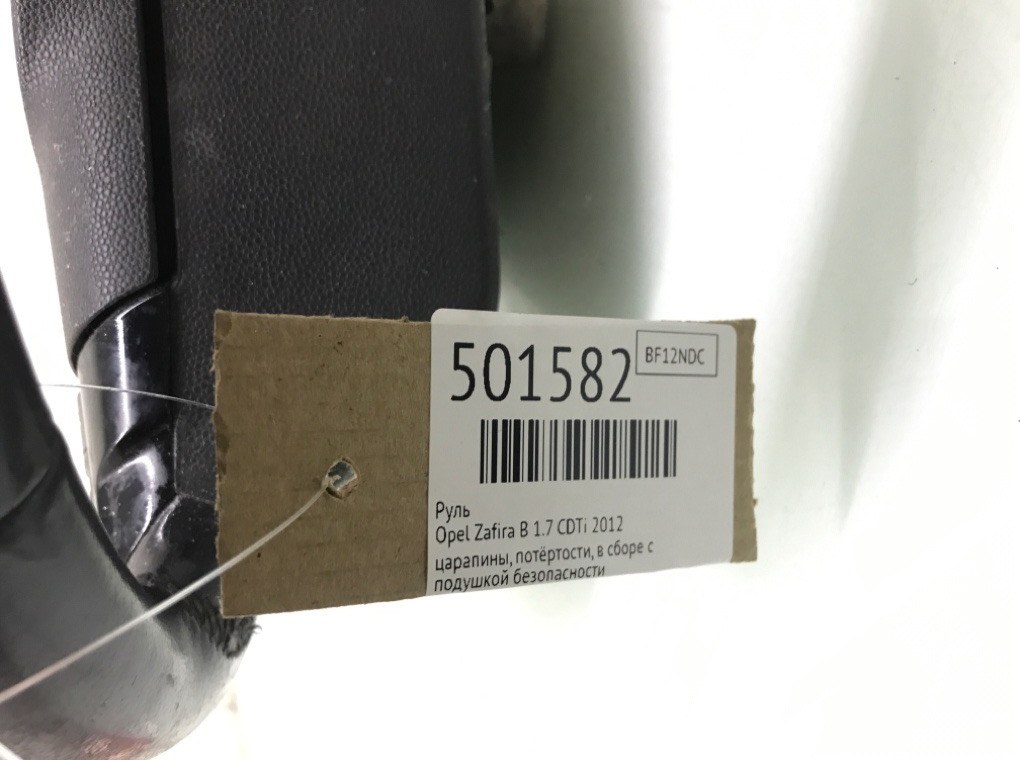 501582
BF12NDC
Руль
Opel Zafira B 1.7 CDTi 2012
царапины, потёртости, в сборе с
подушкой безопасности